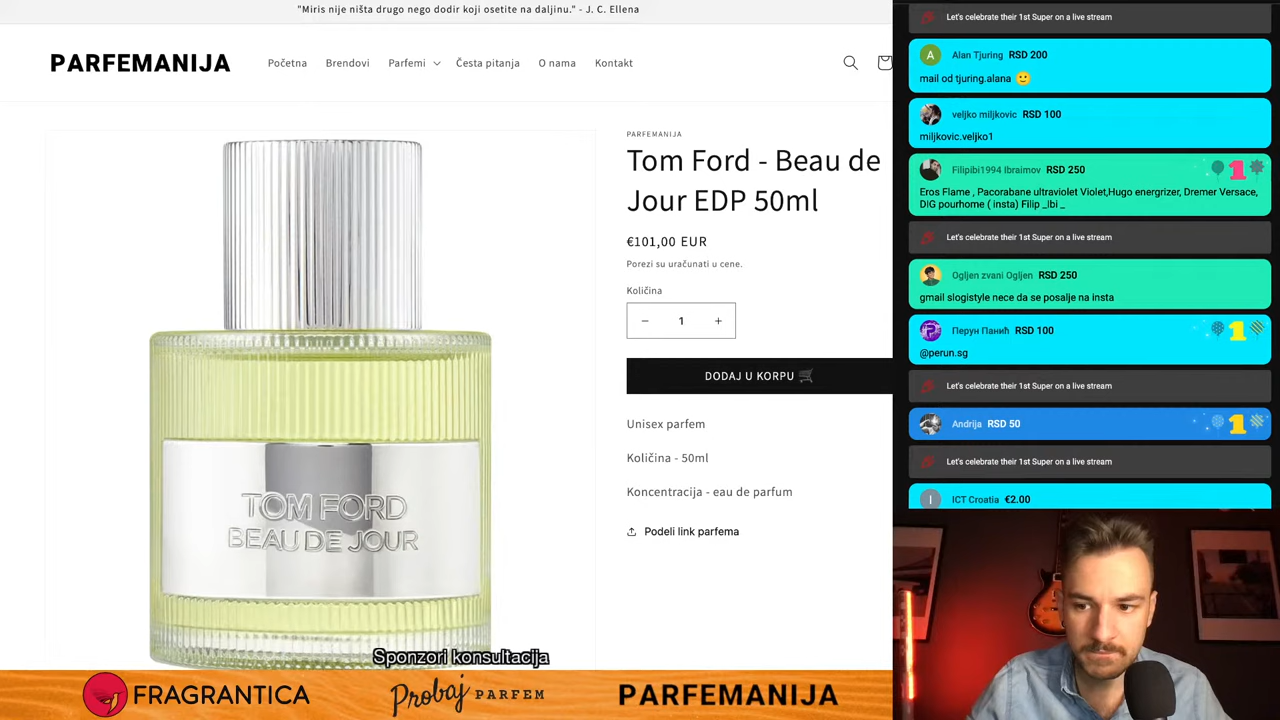 "Miris nije ništa drugo nego dodir koji osetite na daljinu." - J. C. Ellena
PARFEMANIJA
Početna
Brendovi
Parfemi
Česta pitanja
O nama
Kontakt
PARFEMANIJA
Tom Ford - Beau de
Jour EDP 50ml
€101,00 EUR
Porezi su uračunati u cene.
Količina
− 1 +
DODAJ U KORPU 🛒
Unisex parfem
Količina - 50ml
Koncentracija - eau de parfum
Podeli link parfema
TOM FORD
BEAU DE JOUR
Sponzori konsultacija
FRAGRANTICA
Probaj PARFEM
PARFEMANIJA
Let's celebrate their 1st Super on a live stream
A Alan Tjuring RSD 200
mail od tjuring.alana 🙂
veljko miljkovic RSD 100
miljkovic.veljko1
Filipibi1994 Ibraimov RSD 250 1
Eros Flame , Pacorabane ultraviolet Violet,Hugo energrizer, Dremer Versace,
DIG pourhome ( insta) Filip _Ibi _
Let's celebrate their 1st Super on a live stream
Ogljen zvani Ogljen RSD 250
gmail slogistyle nece da se posalje na insta
Перун Панић RSD 100 1
@perun.sg
Let's celebrate their 1st Super on a live stream
Andrija RSD 50 1
Let's celebrate their 1st Super on a live stream
I ICT Croatia €2.00